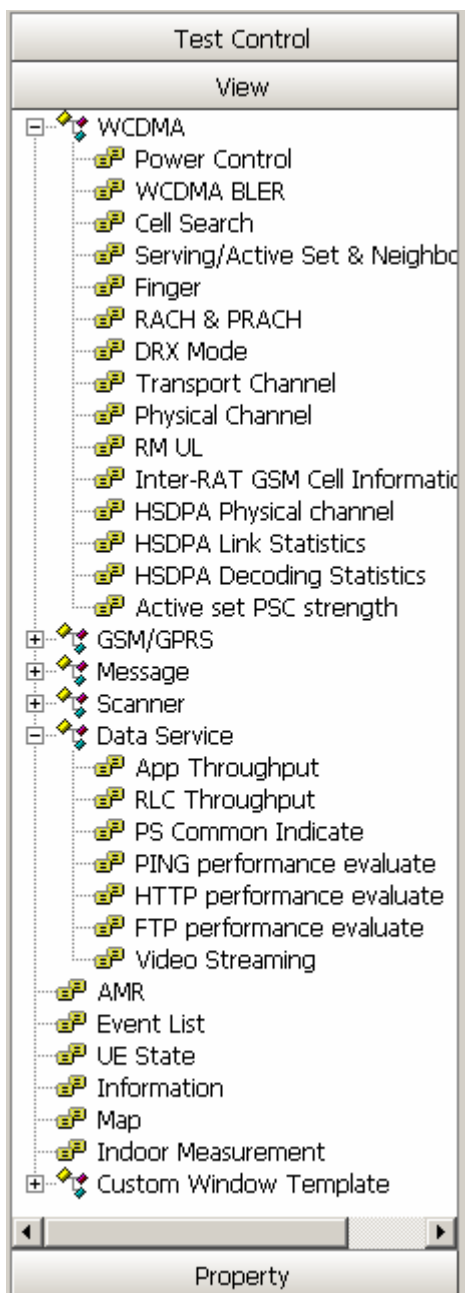 Test Control
View
WCDMA
Power Control
WCDMA BLER
Cell Search
Serving/Active Set & Neighbo
Finger
RACH & PRACH
DRX Mode
Transport Channel
Physical Channel
RM UL
Inter-RAT GSM Cell Informatio
HSDPA Physical channel
HSDPA Link Statistics
HSDPA Decoding Statistics
Active set PSC strength
GSM/GPRS
Message
Scanner
Data Service
App Throughput
RLC Throughput
PS Common Indicate
PING performance evaluate
HTTP performance evaluate
FTP performance evaluate
Video Streaming
AMR
Event List
UE State
Information
Map
Indoor Measurement
Custom Window Template
Property